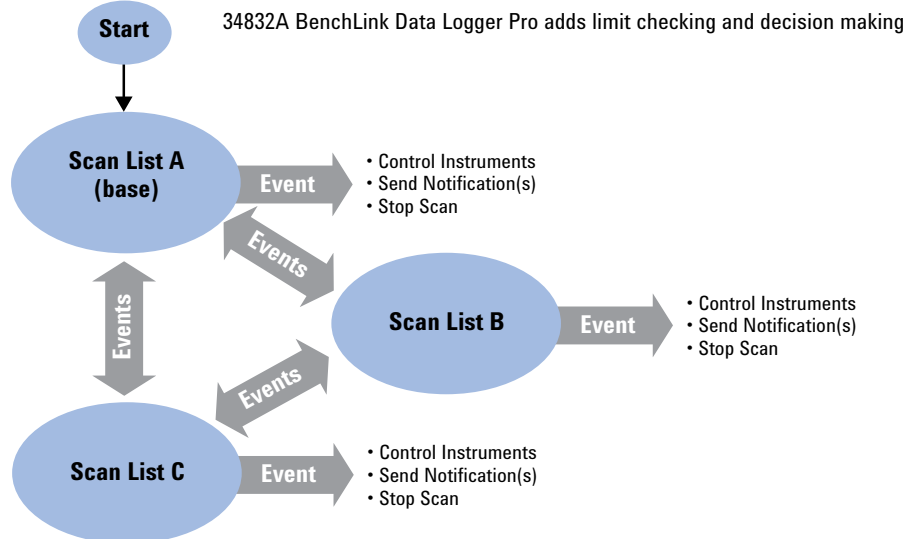 Start
34832A BenchLink Data Logger Pro adds limit checking and decision making
Scan List A
(base)
Event
• Control Instruments
• Send Notification(s)
• Stop Scan
Events
Events
Scan List B
Event
• Control Instruments
• Send Notification(s)
• Stop Scan
Events
Scan List C
Event
• Control Instruments
• Send Notification(s)
• Stop Scan